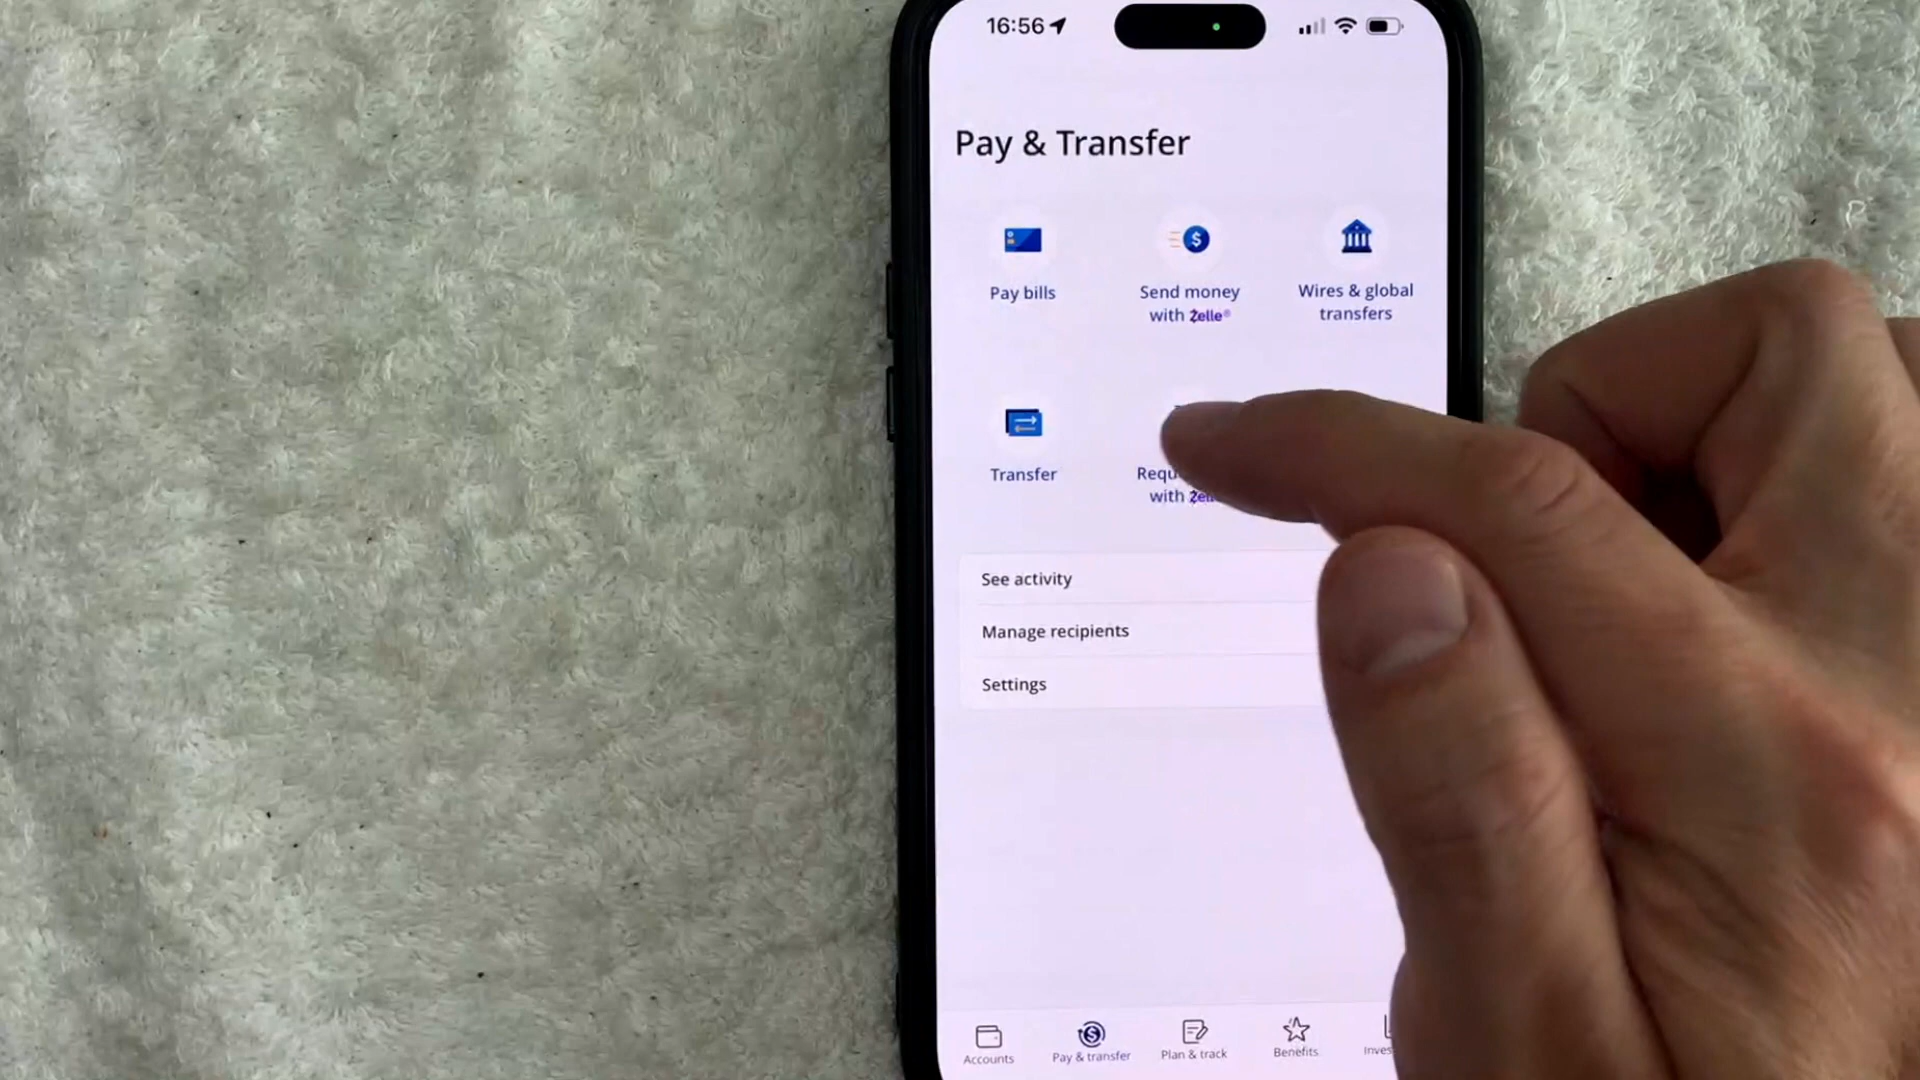 16:56
Pay & Transfer
Pay bills
Send money
with Zelle®
Wires & global
transfers
Transfer
with
See activity
Manage recipients
Settings
Accounts
Pay & transfer
Plan & track
Benefits